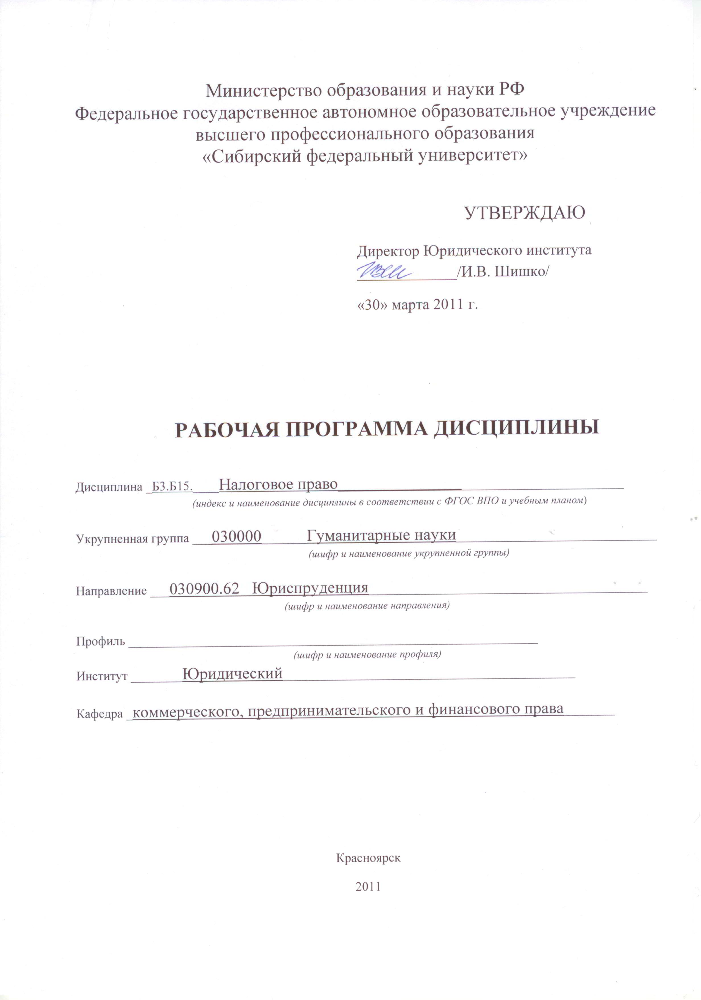 Министерство образования и науки РФ
Федеральное государственное автономное образовательное учреждение
высшего профессионального образования
«Сибирский федеральный университет»
УТВЕРЖДАЮ
Директор Юридического института
/И.В. Шишко/
«30» марта 2011 г.
РАБОЧАЯ ПРОГРАММА ДИСЦИПЛИНЫ
Дисциплина Б3.Б15. Налоговое право
(индекс и наименование дисциплины в соответствии с ФГОС ВПО и учебным планом)
Укрупненная группа 030000 Гуманитарные науки
(шифр и наименование укрупненной группы)
Направление 030900.62 Юриспруденция
(шифр и наименование направления)
Профиль
(шифр и наименование профиля)
Институт Юридический
Кафедра коммерческого, предпринимательского и финансового права
Красноярск
2011